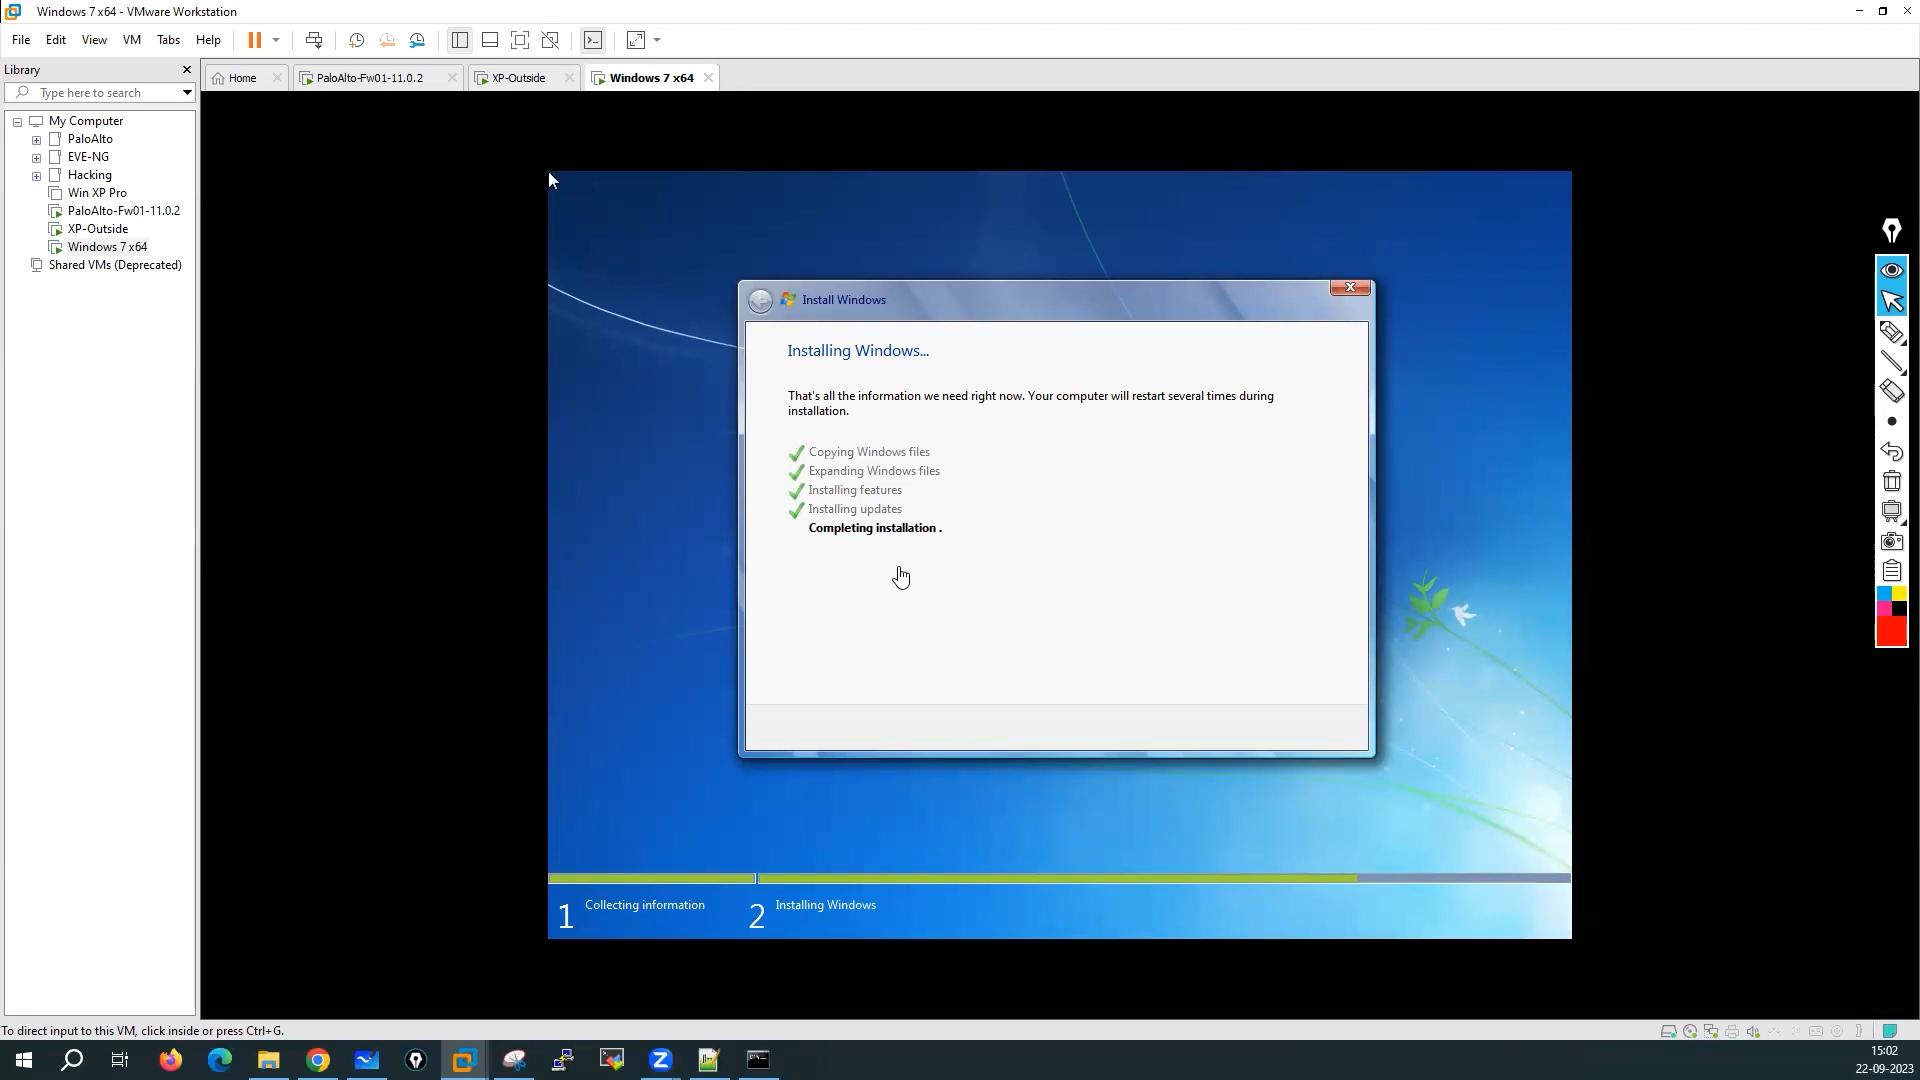 Windows 7 x64 - VMware Workstation
File Edit View VM Tabs Help
Library
Type here to search
Home
PaloAlto-Fw01-11.0.2
XP-Outside
Windows 7 x64
My Computer
PaloAlto
EVE-NG
Hacking
Win XP Pro
PaloAlto-Fw01-11.0.2
XP-Outside
Windows 7 x64
Shared VMs (Deprecated)
Install Windows
Installing Windows...
That's all the information we need right now. Your computer will restart several times during
installation.
Copying Windows files
Expanding Windows files
Installing features
Installing updates
Completing installation .
1 Collecting information
2 Installing Windows
To direct input to this VM, click inside or press Ctrl+G.
15:02
22-09-2023